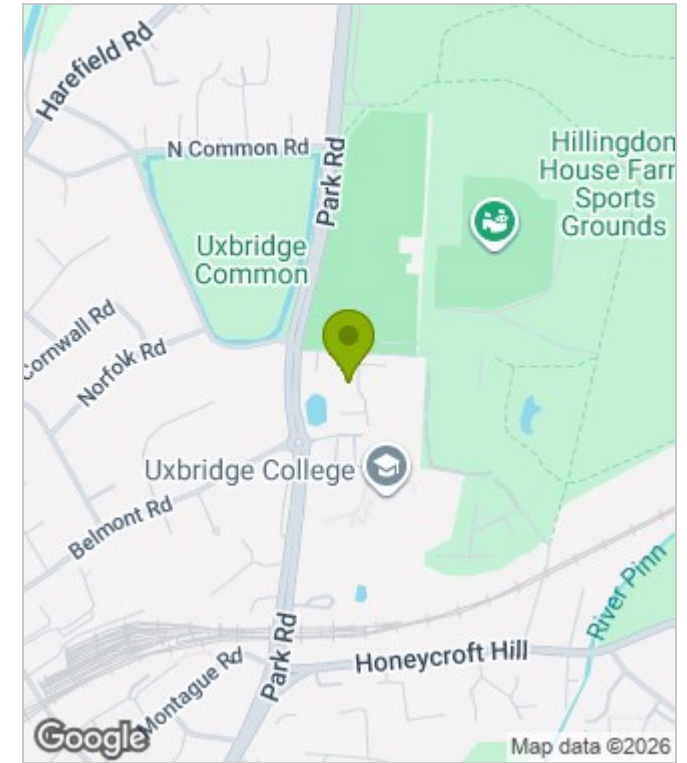 Harefield Rd
N Common Rd
Park Rd
Hillingdon
House Farm
Sports
Grounds
Uxbridge
Common
Cornwall Rd
Norfolk Rd
Uxbridge College
Belmont Rd
River Pinn
Park Rd
Honeycroft Hill
Montague Rd
Google
Map data ©2026